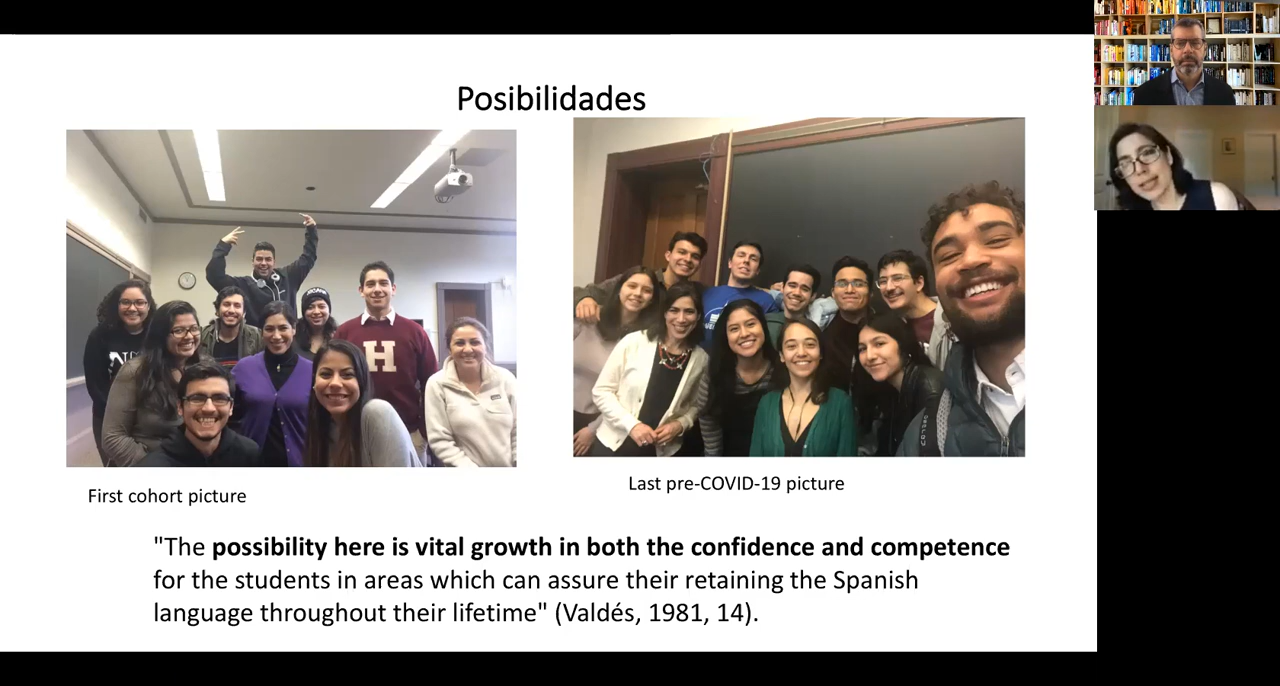 Posibilidades
H
First cohort picture
Last pre-COVID-19 picture
"The possibility here is vital growth in both the confidence and competence
for the students in areas which can assure their retaining the Spanish
language throughout their lifetime" (Valdés, 1981, 14).